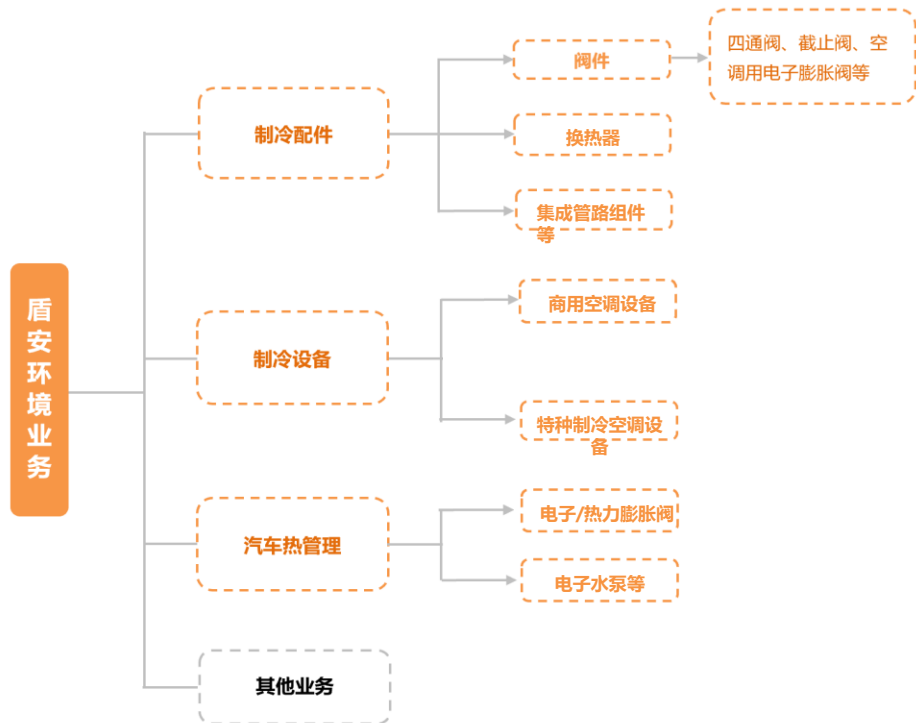 盾安环境业务
制冷配件
阀件
四通阀、截止阀、空
调用电子膨胀阀等
换热器
集成管路组件
等
制冷设备
商用空调设备
特种制冷空调设
备
汽车热管理
电子/热力膨胀阀
电子水泵等
其他业务